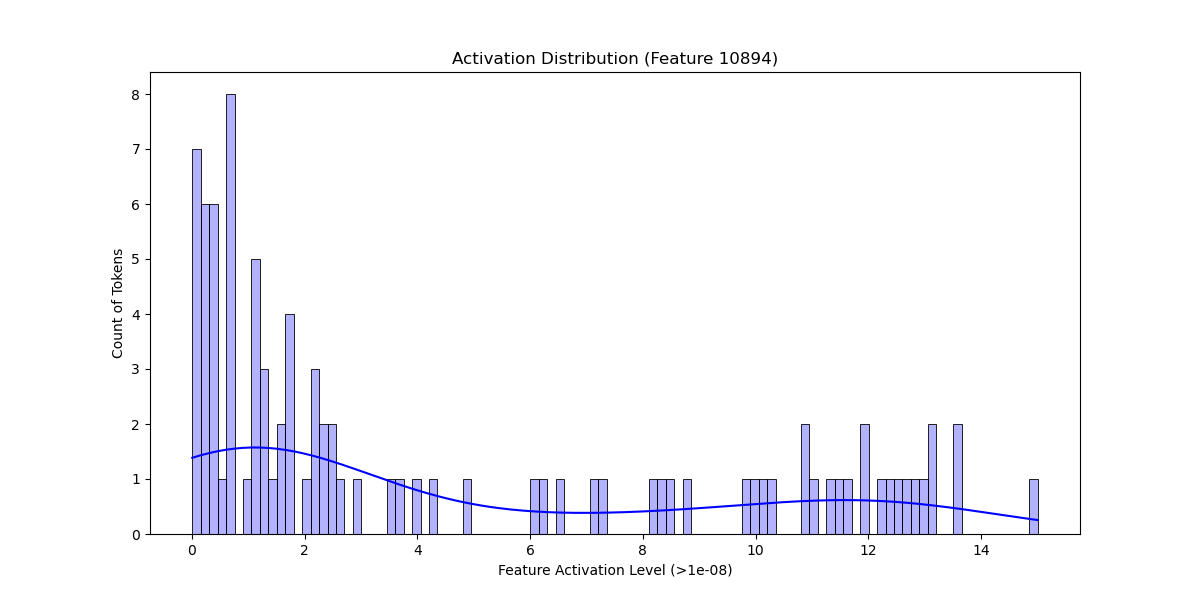 Activation Distribution (Feature 10894)
8
7
6
5
4
3
2
1
0
Count of Tokens
0 2 4 6 8 10 12 14
Feature Activation Level (>1e-08)